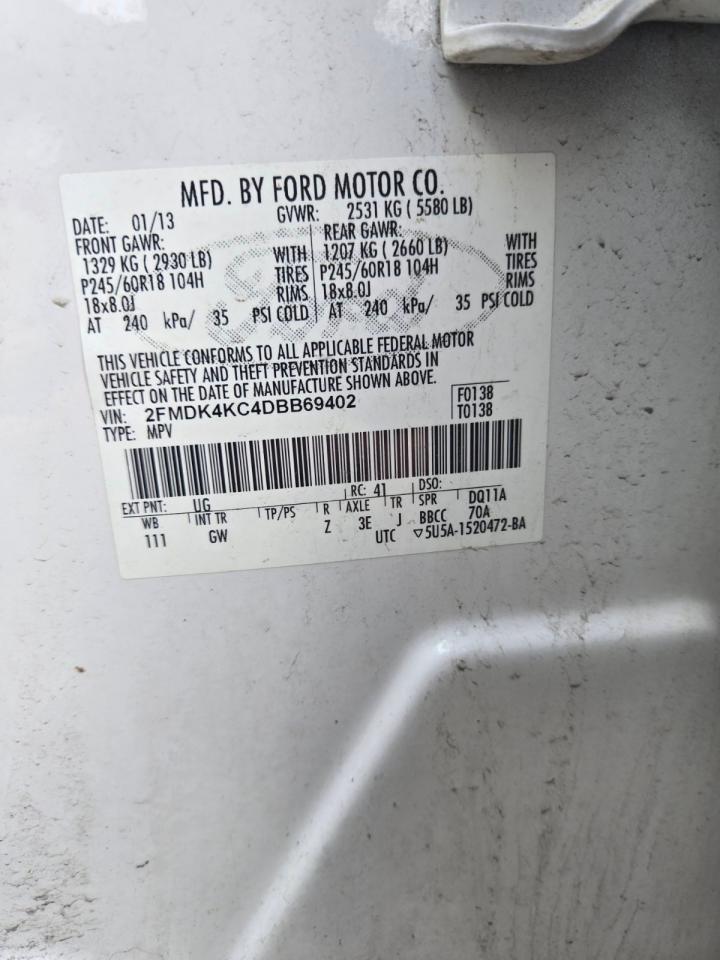 MFD. BY FORD MOTOR CO.
DATE: 01/13 GVWR: 2531 KG ( 5580 LB)
FRONT GAWR: REAR GAWR:
1329 KG ( 2930 LB) WITH 1207 KG ( 2660 LB) WITH
P245/60R18 104H TIRES P245/60R18 104H TIRES
18x8.0J RIMS 18x8.0J RIMS
AT 240 kPa/ 35 PSI COLD AT 240 kPa/ 35 PSI COLD
THIS VEHICLE CONFORMS TO ALL APPLICABLE FEDERAL MOTOR
VEHICLE SAFETY AND THEFT PREVENTION STANDARDS IN
EFFECT ON THE DATE OF MANUFACTURE SHOWN ABOVE.
VIN: 2FMDK4KC4DBB69402 F0138
TYPE: MPV T0138
EXT PNT: UG RC: 41 DSO: DQ11A
WB INT TR TP/PS R AXLE TR SPR 70A
111 GW Z 3E J BBCC
UTC ▽5U5A-1520472-BA
Ford